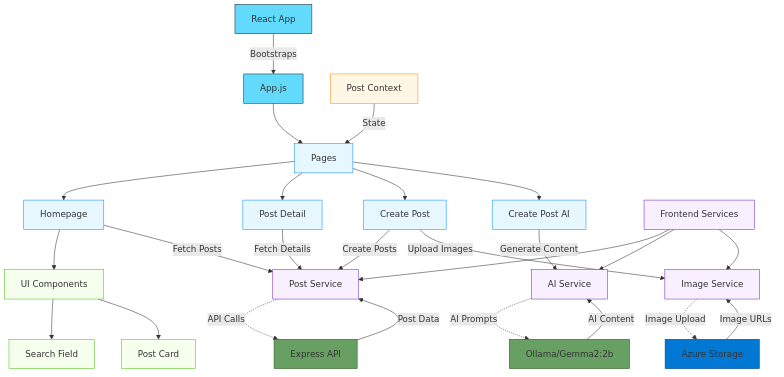 React App
Bootstraps
App.js
Post Context
State
Pages
Homepage
Post Detail
Create Post
Create Post AI
Frontend Services
Fetch Posts
Fetch Details
Create Posts
Upload Images
Generate Content
UI Components
Post Service
AI Service
Image Service
API Calls
Post Data
AI Prompts
AI Content
Image Upload
Image URLs
Search Field
Post Card
Express API
Ollama/Gemma2:2b
Azure Storage